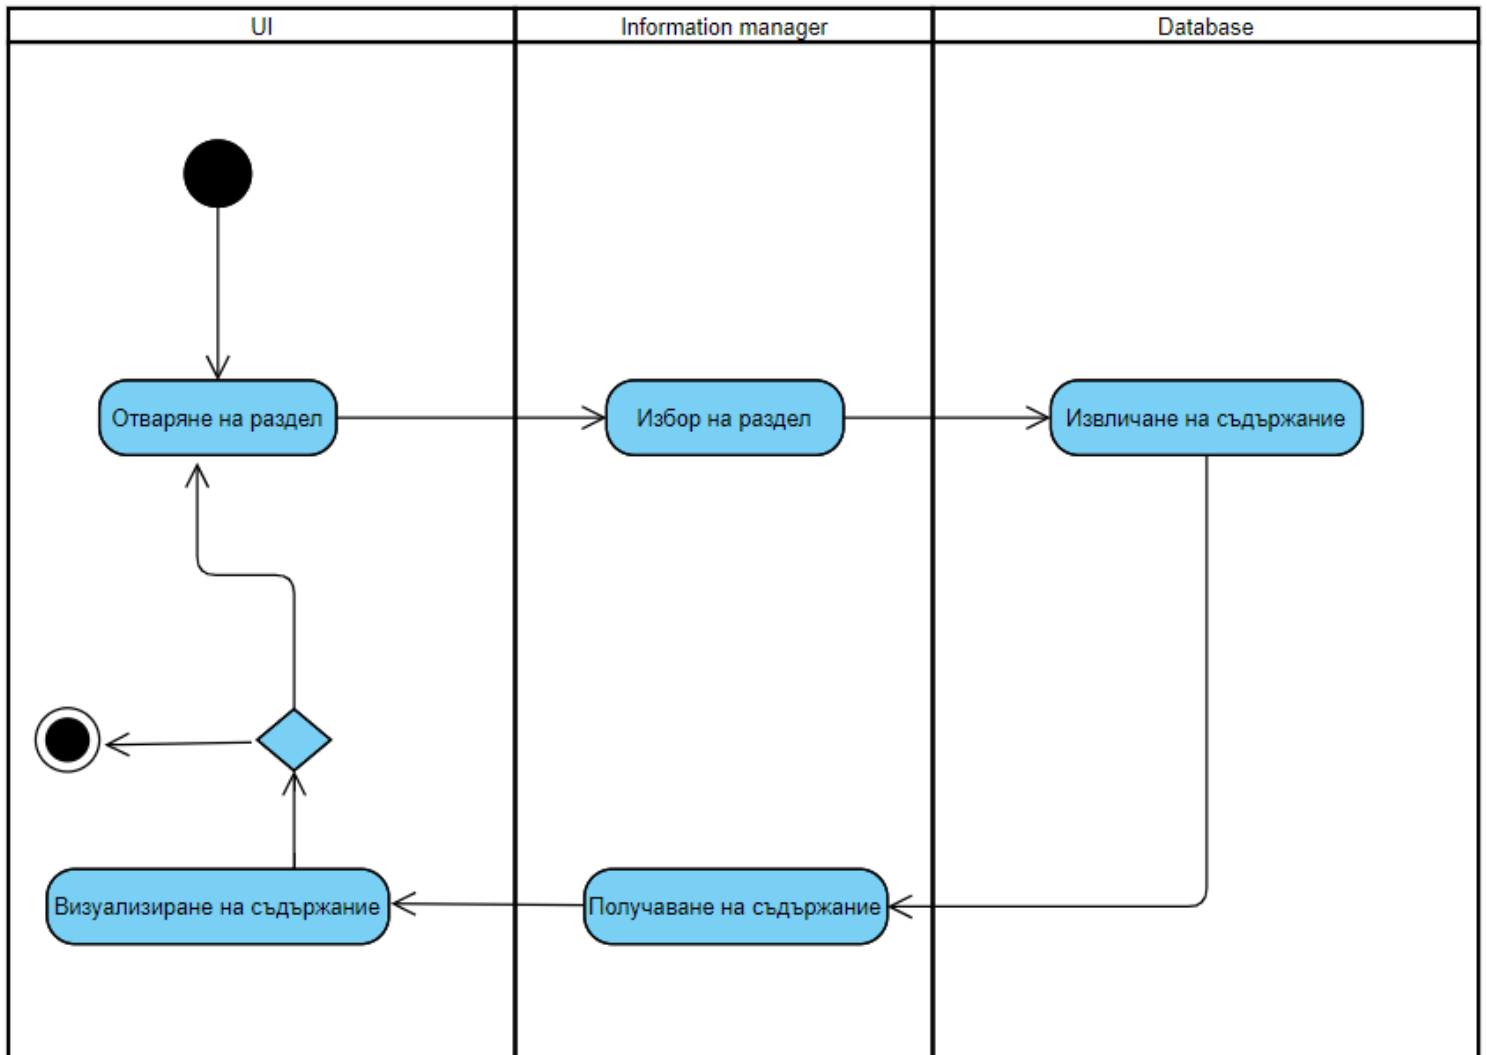 UI
Information manager
Database
Отваряне на раздел
Избор на раздел
Извличане на съдържание
Визуализиране на съдържание
Получаване на съдържание